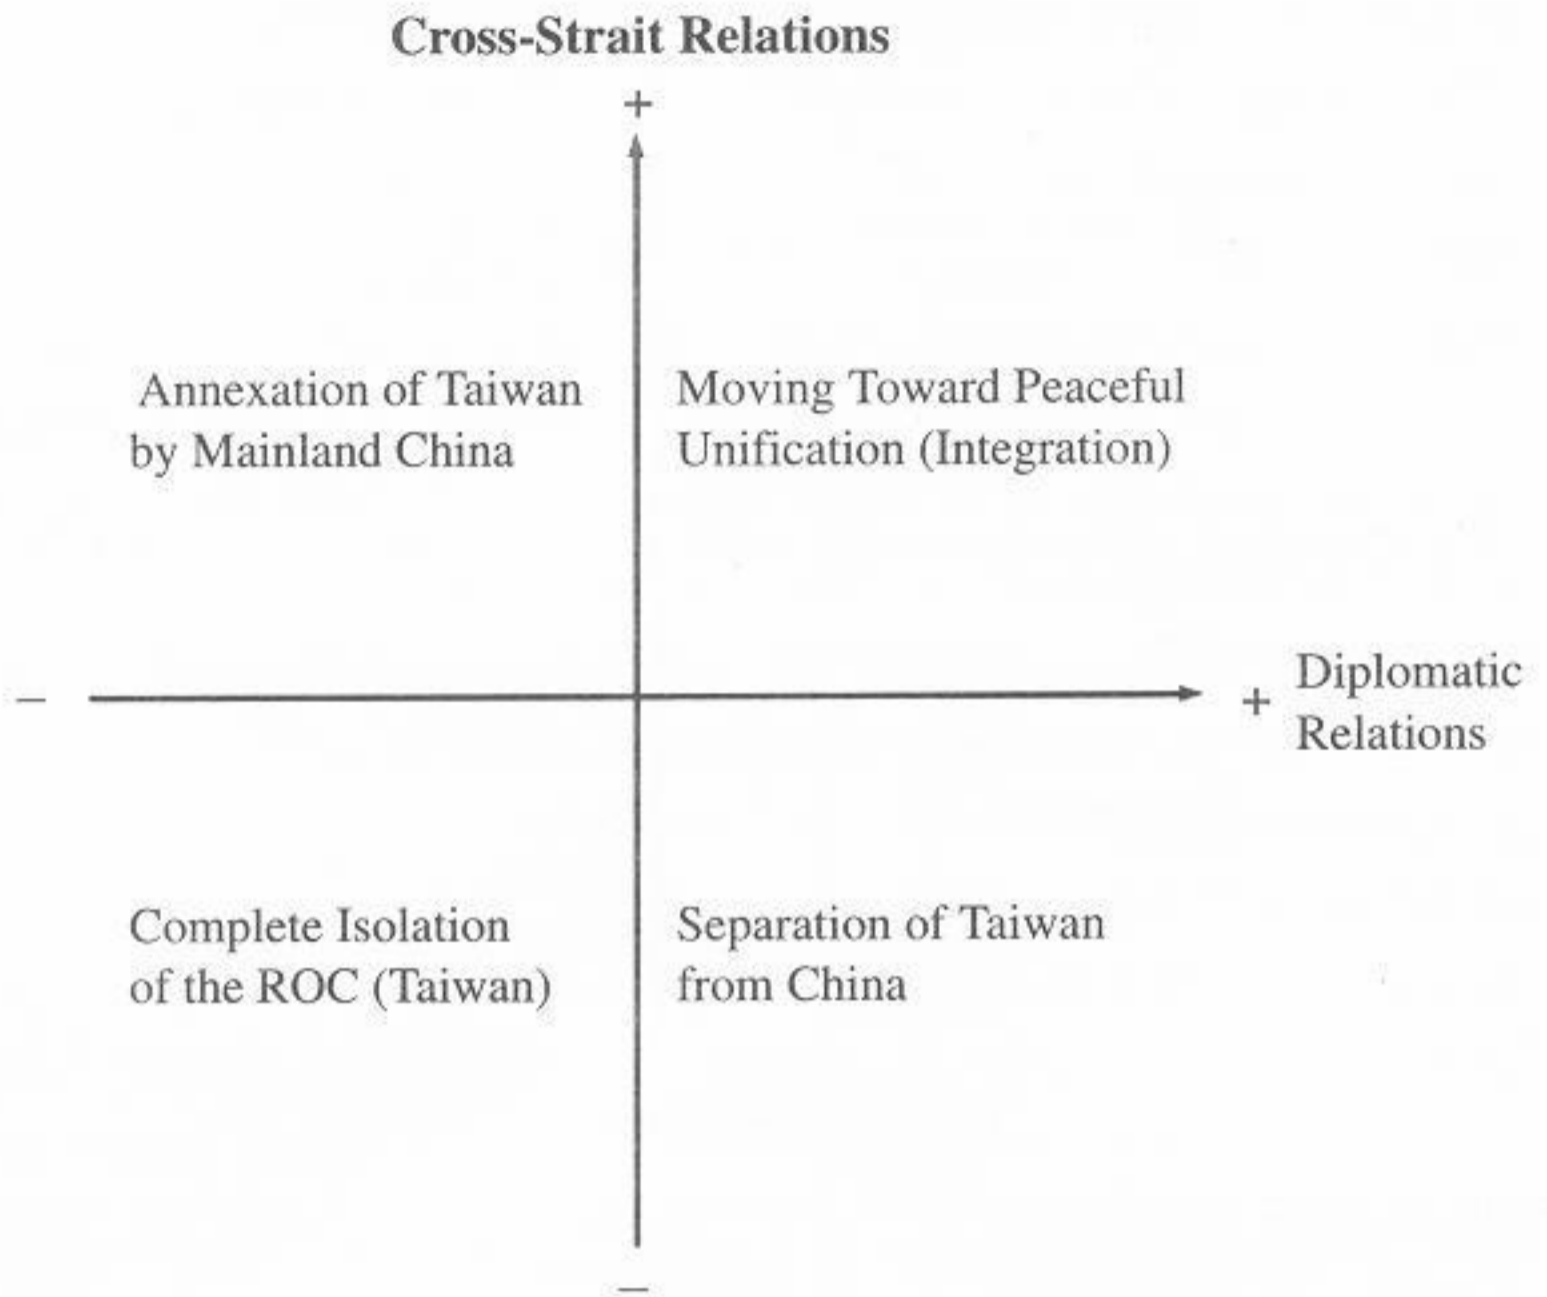 Cross-Strait Relations
+
Annexation of Taiwan
by Mainland China
Moving Toward Peaceful
Unification (Integration)
−
+
Diplomatic
Relations
Complete Isolation
of the ROC (Taiwan)
Separation of Taiwan
from China
−